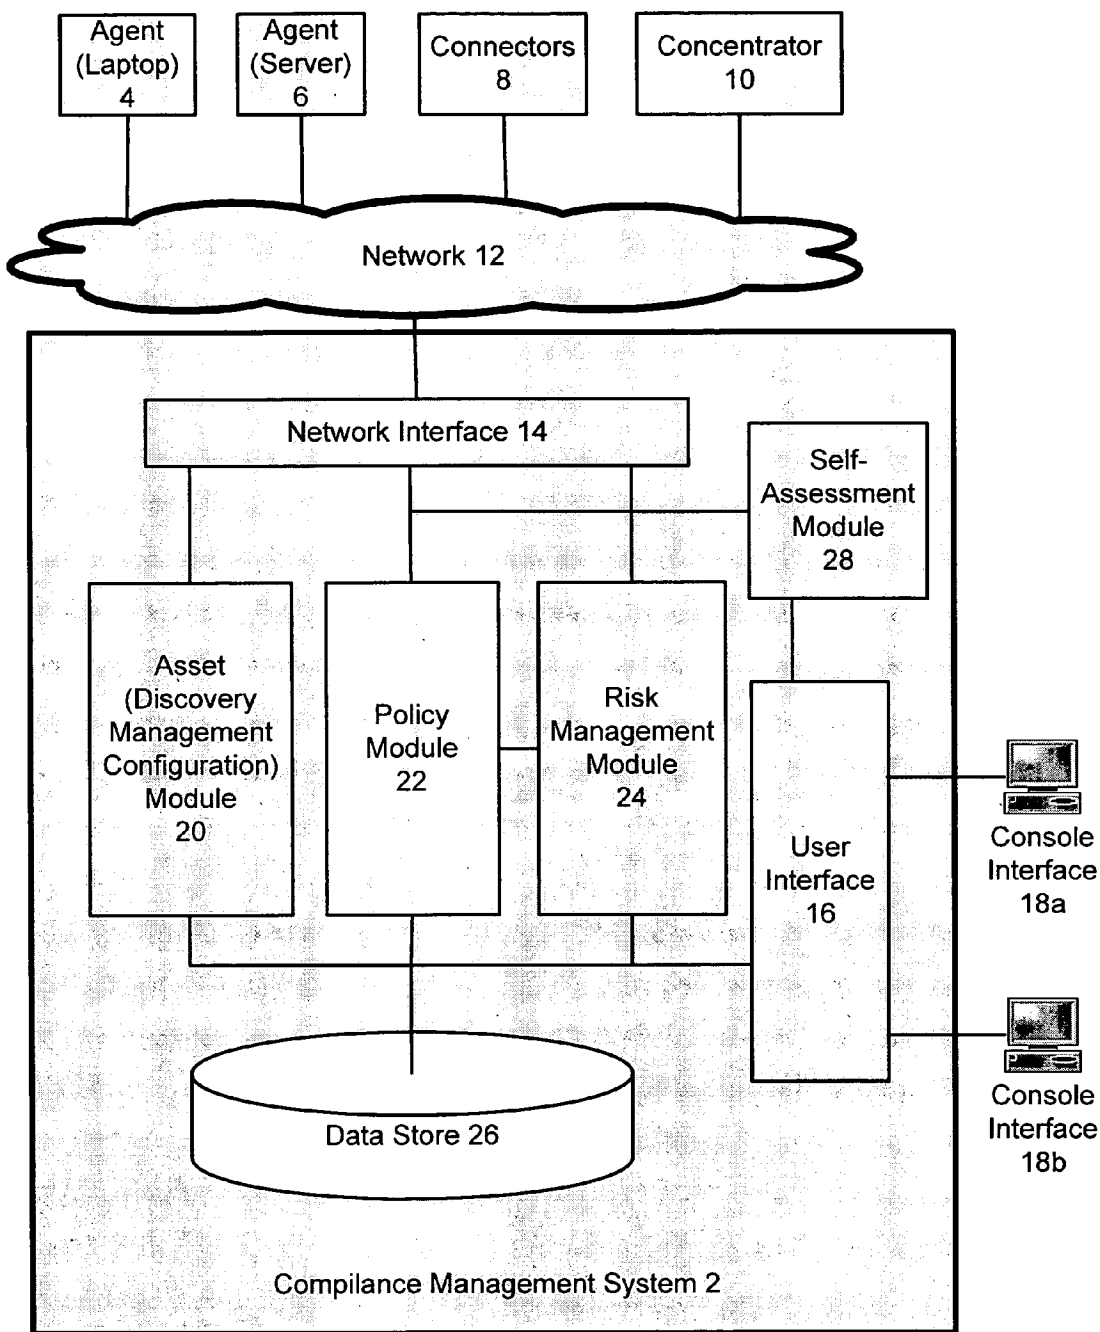 Agent
(Laptop)
4
Agent
(Server)
6
Connectors
8
Concentrator
10
Network 12
Network Interface 14
Self-
Assessment
Module
28
Asset
(Discovery
Management
Configuration)
Module
20
Policy
Module
22
Risk
Management
Module
24
User
Interface
16
Console
Interface
18a
Console
Interface
18b
Data Store 26
Compilance Management System 2